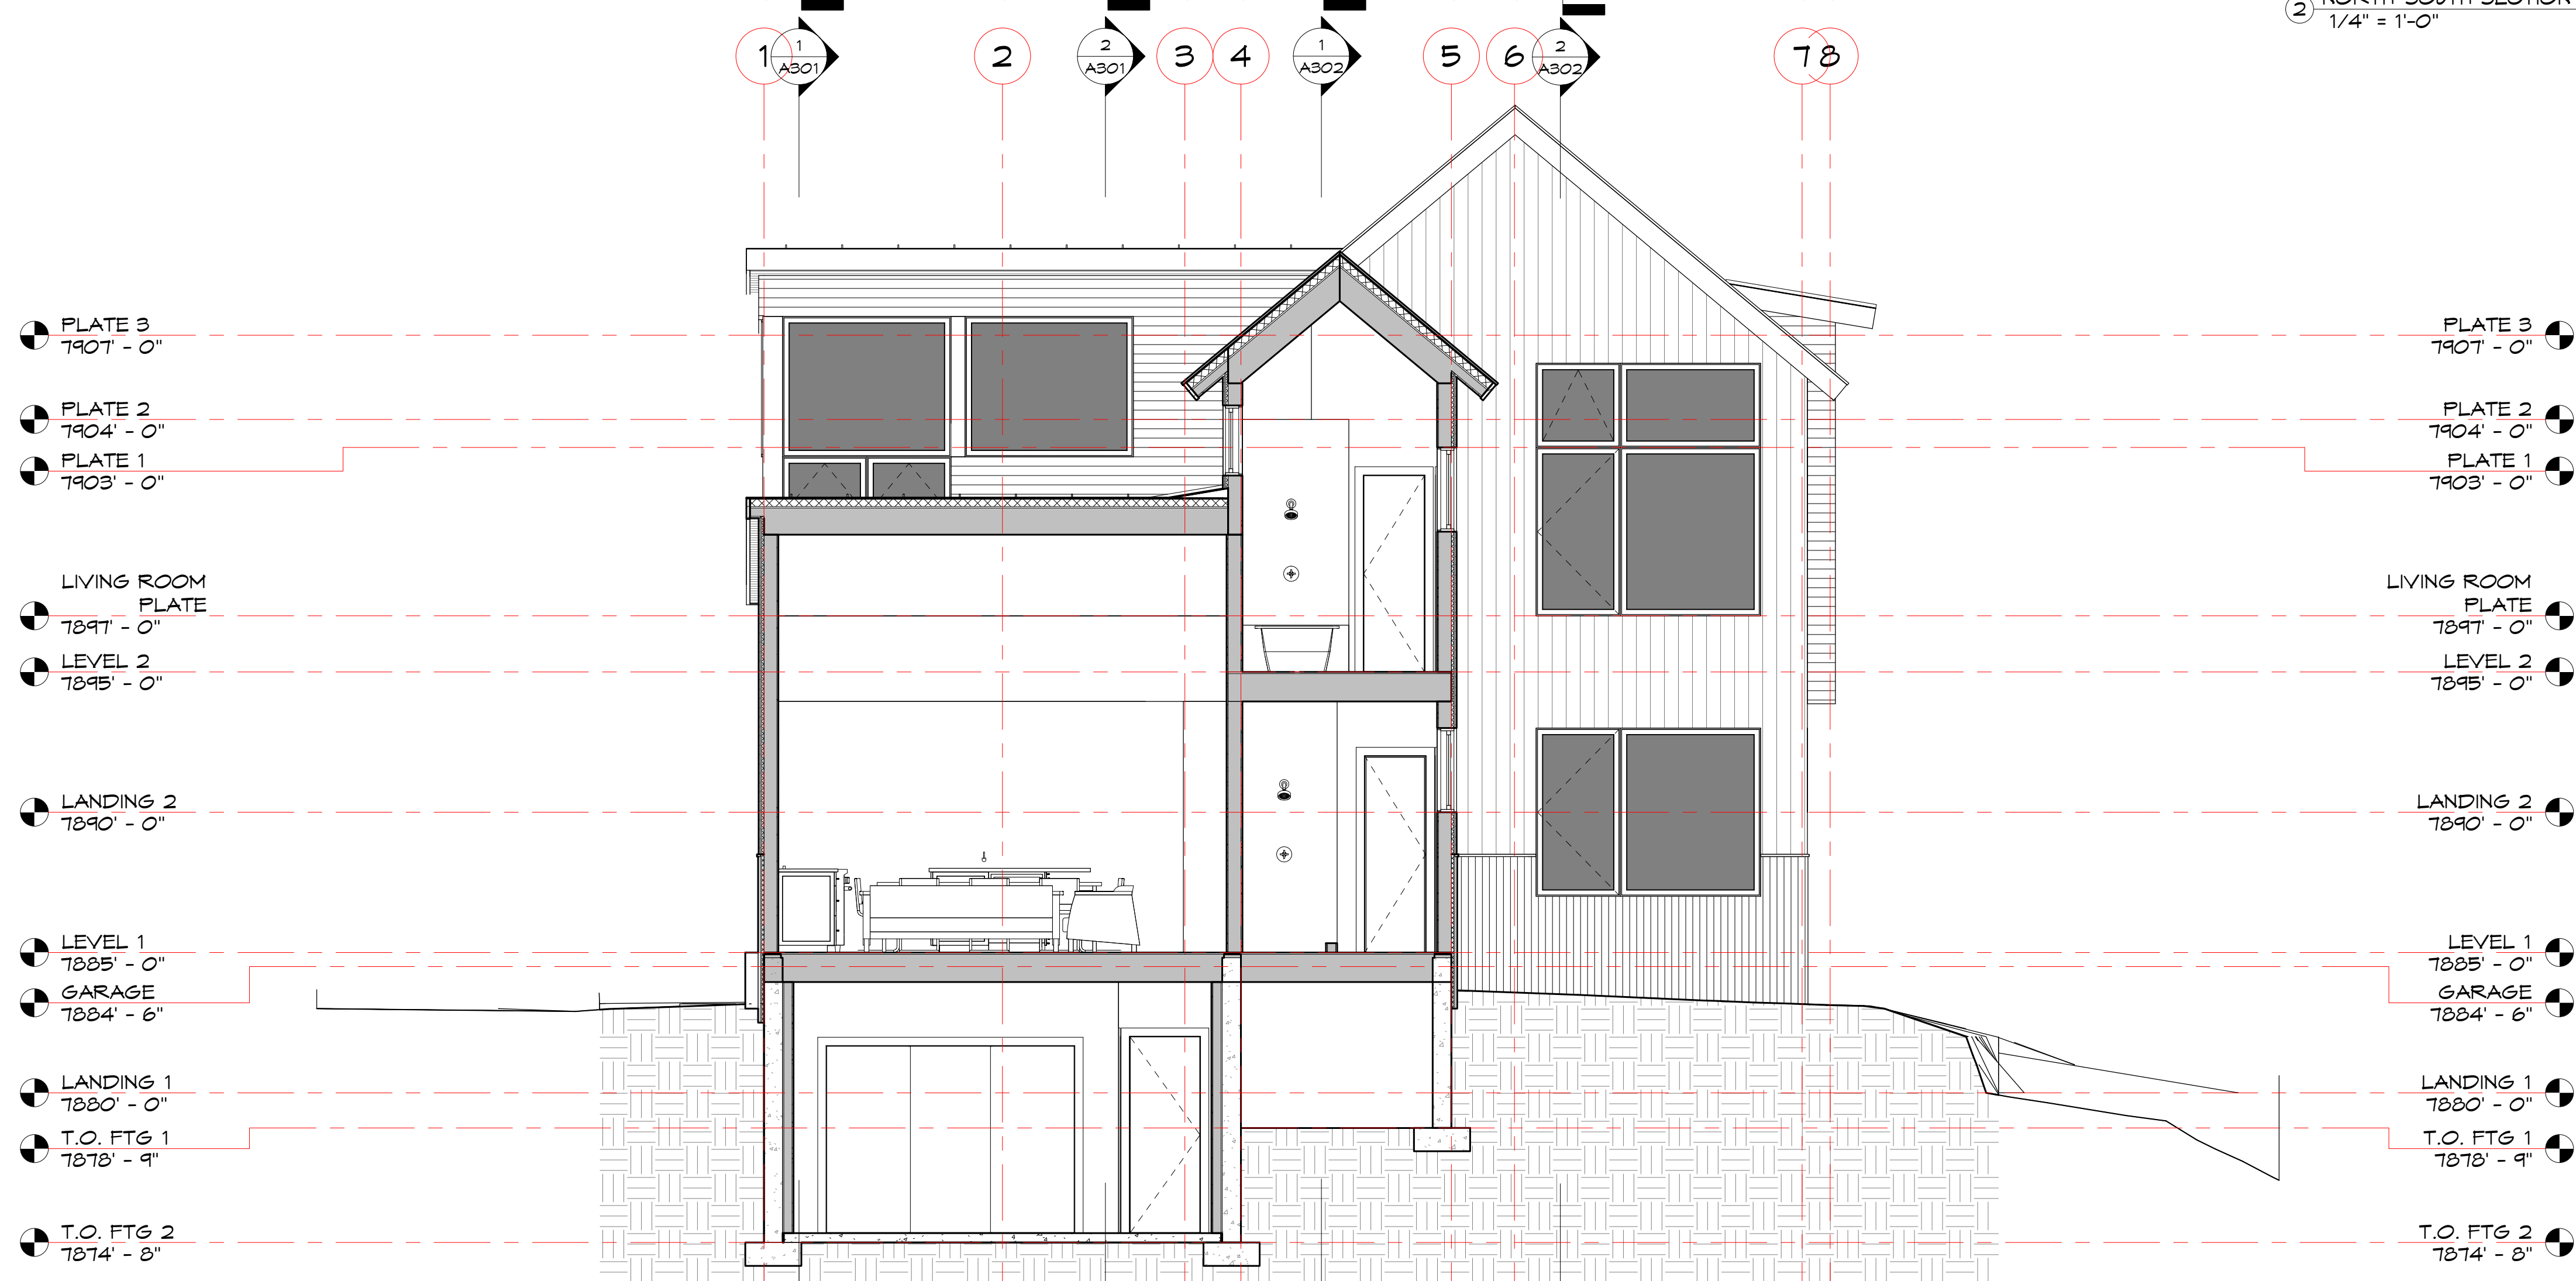 2 NORTH-SOUTH SECTION
1/4" = 1'-0"
1
1
A301
2
2
A301
3
4
1
A302
5
6
2
A302
7
8
PLATE 3
7907' - 0"
PLATE 2
7904' - 0"
PLATE 1
7903' - 0"
LIVING ROOM
PLATE
7897' - 0"
LEVEL 2
7895' - 0"
LANDING 2
7890' - 0"
LEVEL 1
7885' - 0"
GARAGE
7884' - 6"
LANDING 1
7880' - 0"
T.O. FTG 1
7878' - 9"
T.O. FTG 2
7874' - 8"
PLATE 3
7907' - 0"
PLATE 2
7904' - 0"
PLATE 1
7903' - 0"
LIVING ROOM
PLATE
7897' - 0"
LEVEL 2
7895' - 0"
LANDING 2
7890' - 0"
LEVEL 1
7885' - 0"
GARAGE
7884' - 6"
LANDING 1
7880' - 0"
T.O. FTG 1
7878' - 9"
T.O. FTG 2
7874' - 8"